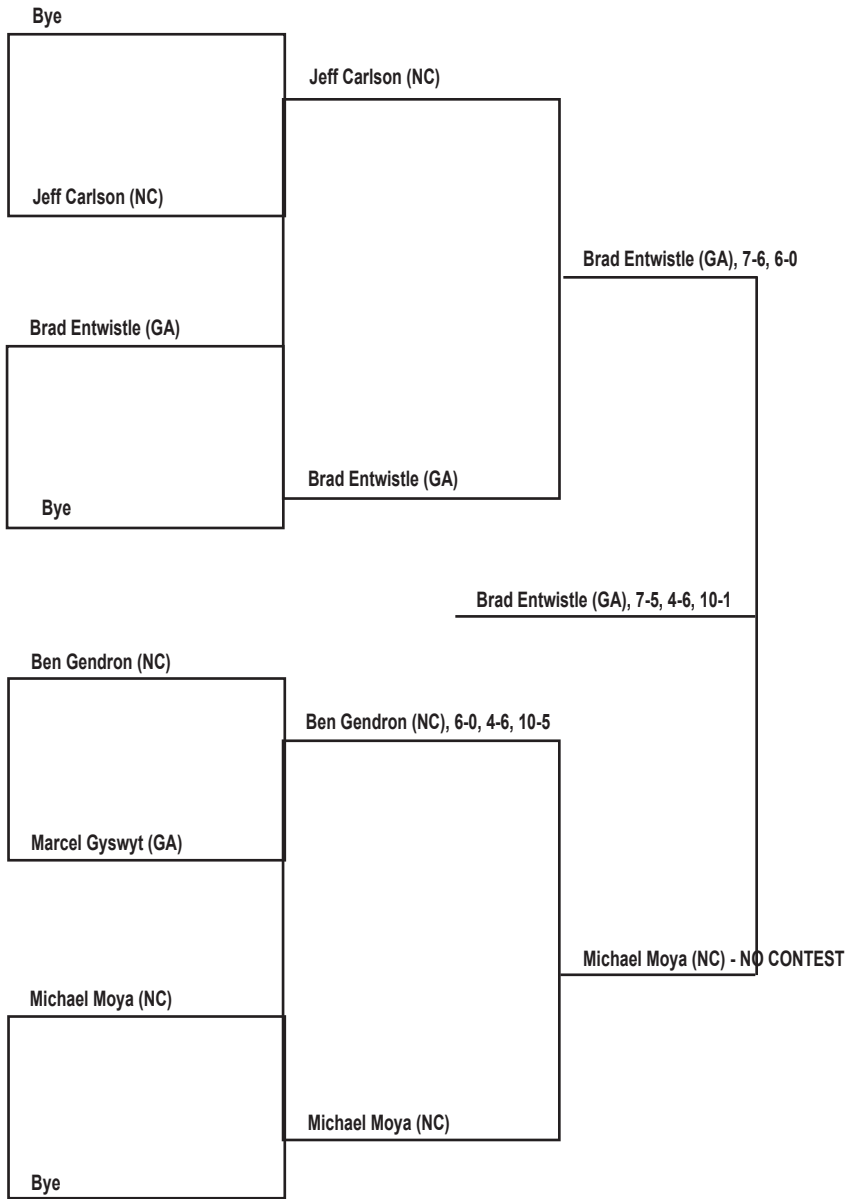 Bye
Jeff Carlson (NC)
Jeff Carlson (NC)
Brad Entwistle (GA), 7-6, 6-0
Brad Entwistle (GA)
Brad Entwistle (GA)
Bye
Brad Entwistle (GA), 7-5, 4-6, 10-1
Ben Gendron (NC)
Ben Gendron (NC), 6-0, 4-6, 10-5
Marcel Gyswyt (GA)
Michael Moya (NC) - NO CONTEST
Michael Moya (NC)
Michael Moya (NC)
Bye